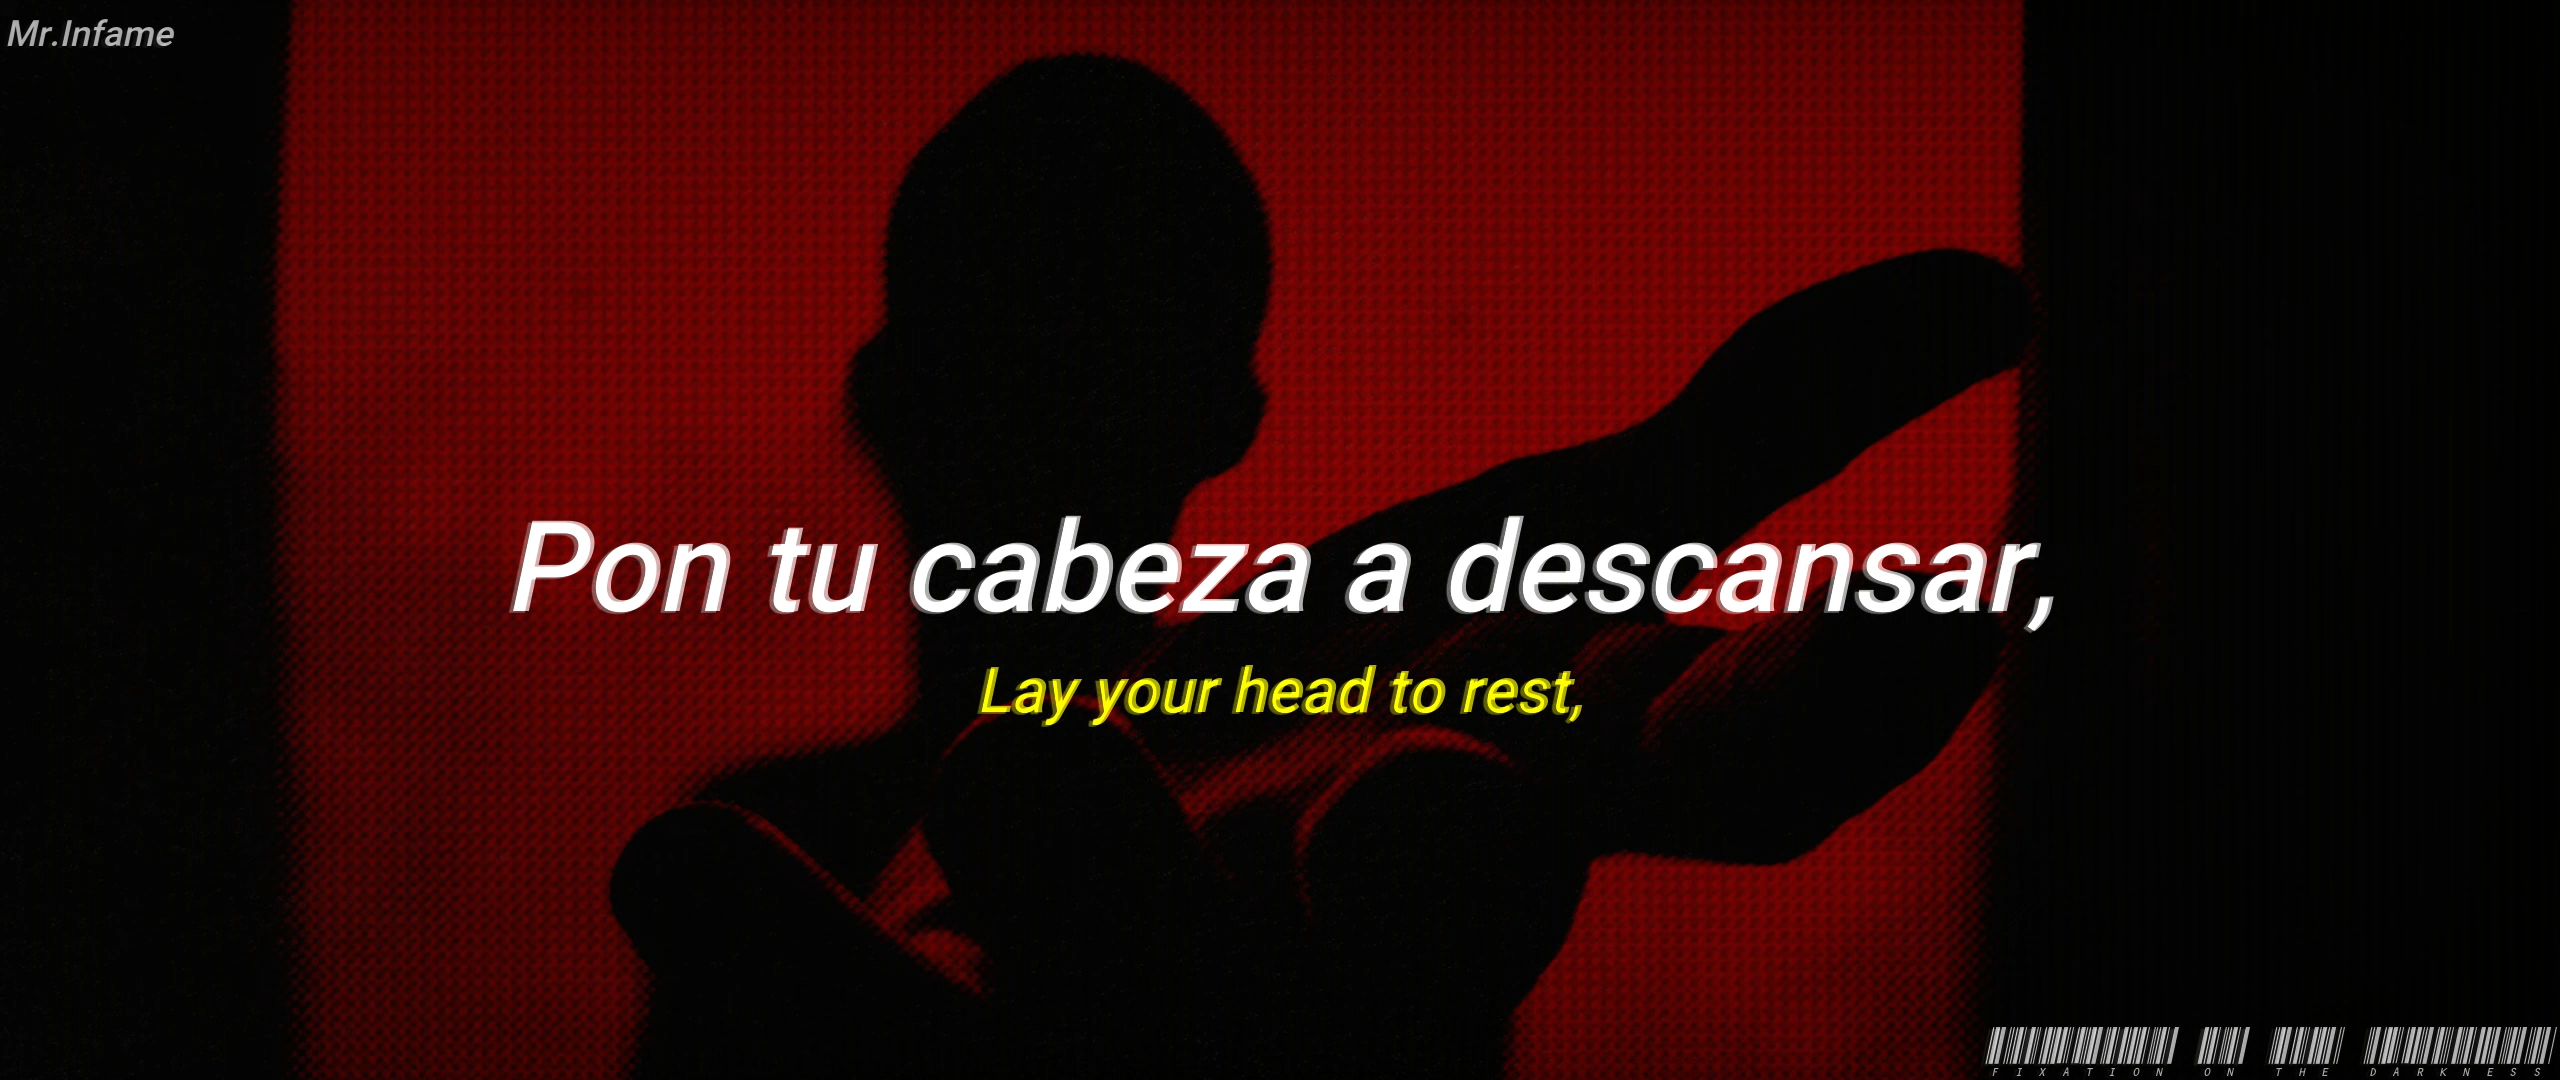 Mr.Infame
Pon tu cabeza a descansar,
Lay your head to rest,
FIXATION ON THE DARKNESS